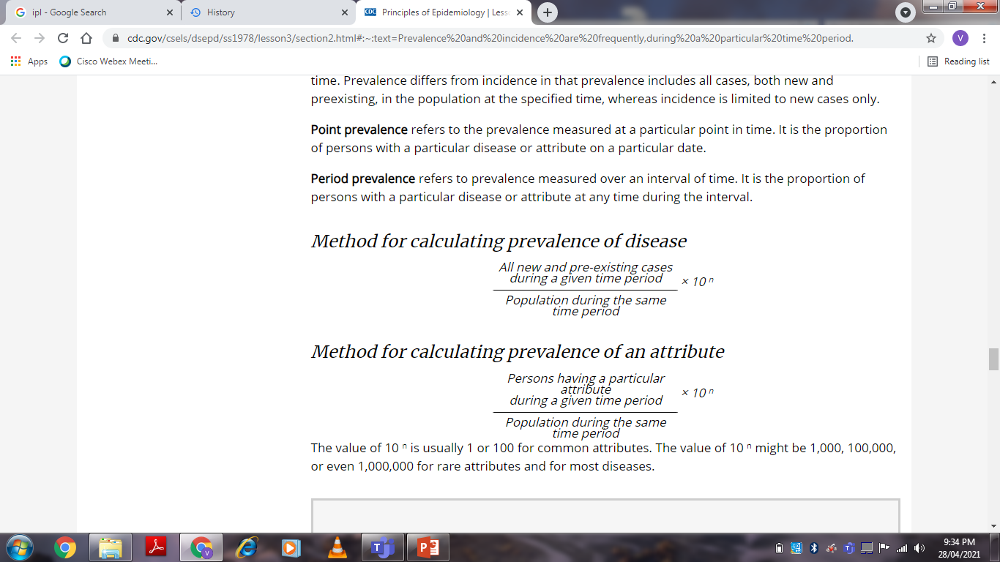 ipl - Google Search
History
CDC Principles of Epidemiology | Less
cdc.gov/csels/dsepd/ss1978/lesson3/section2.html#:~:text=Prevalence%20and%20incidence%20are%20frequently,during%20a%20particular%20time%20period.
V
Apps
Cisco Webex Meeti...
Reading list
time. Prevalence differs from incidence in that prevalence includes all cases, both new and
preexisting, in the population at the specified time, whereas incidence is limited to new cases only.
Point prevalence refers to the prevalence measured at a particular point in time. It is the proportion
of persons with a particular disease or attribute on a particular date.
Period prevalence refers to prevalence measured over an interval of time. It is the proportion of
persons with a particular disease or attribute at any time during the interval.
Method for calculating prevalence of disease
All new and pre-existing cases
during a given time period
× 10 ⁿ
Population during the same
time period
Method for calculating prevalence of an attribute
Persons having a particular
attribute
during a given time period
× 10 ⁿ
Population during the same
time period
The value of 10 ⁿ is usually 1 or 100 for common attributes. The value of 10 ⁿ might be 1,000, 100,000,
or even 1,000,000 for rare attributes and for most diseases.
9:34 PM
28/04/2021